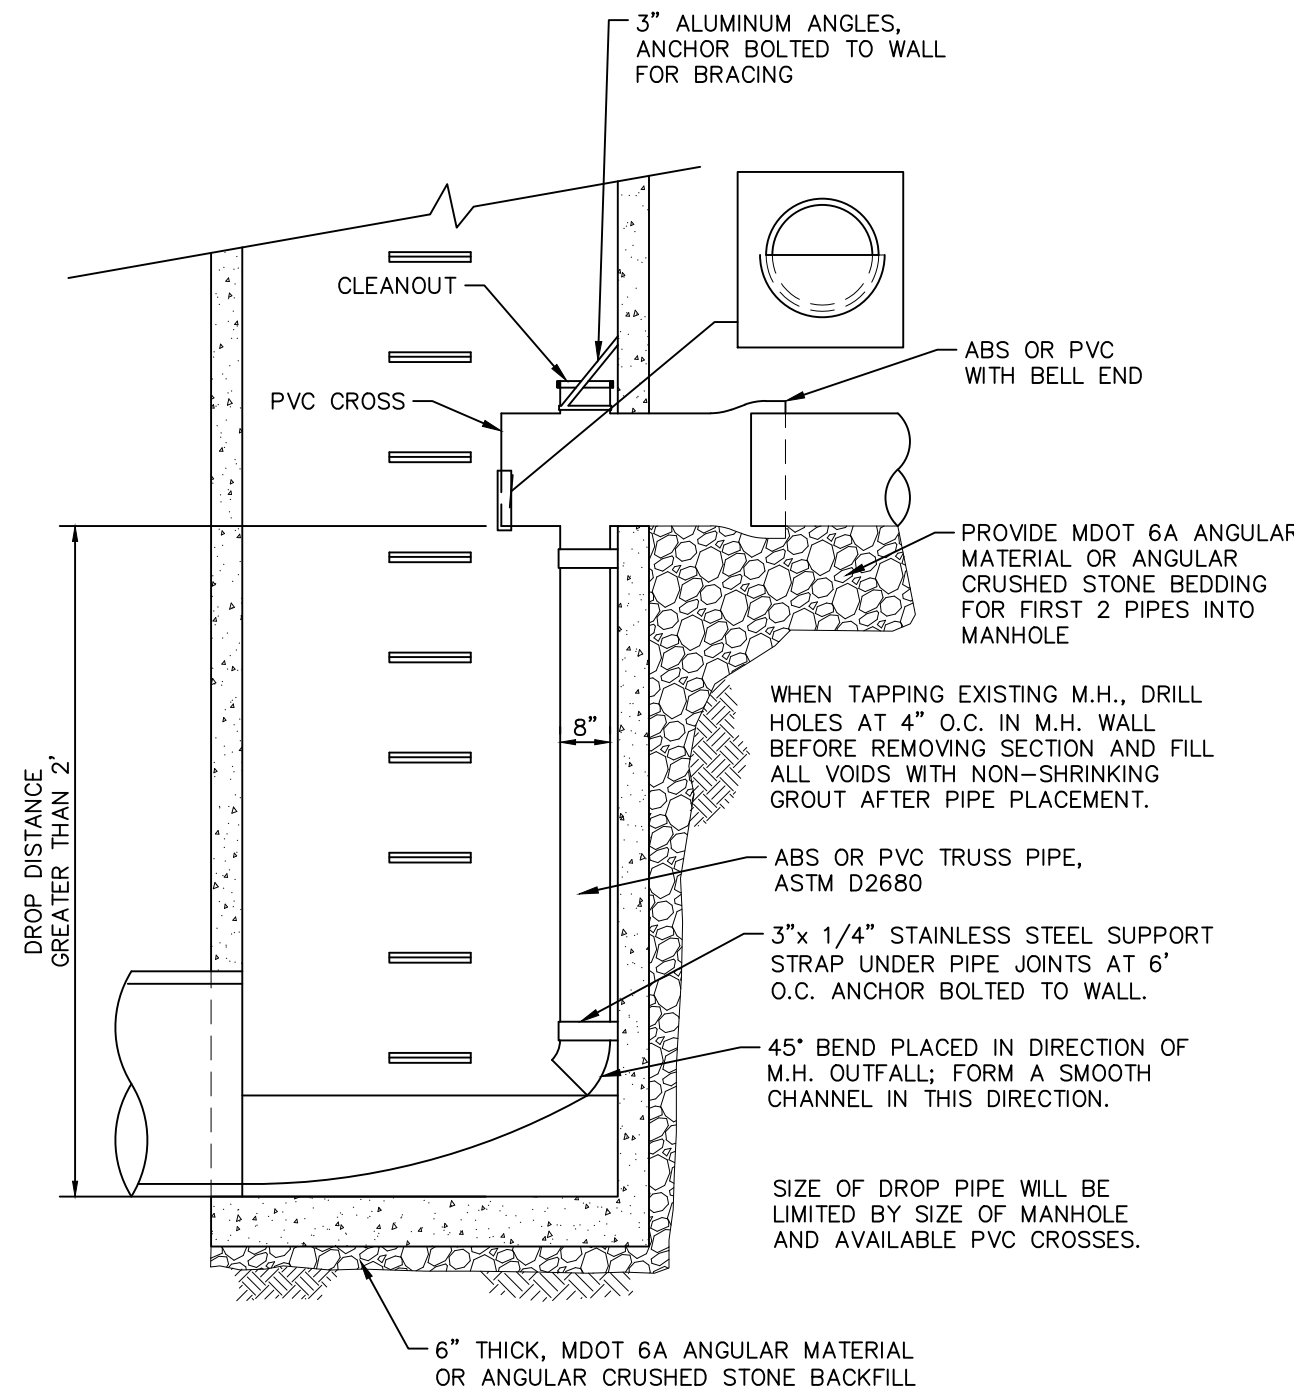 3" ALUMINUM ANGLES,
ANCHOR BOLTED TO WALL
FOR BRACING
CLEANOUT
PVC CROSS
ABS OR PVC
WITH BELL END
PROVIDE MDOT 6A ANGULAR
MATERIAL OR ANGULAR
CRUSHED STONE BEDDING
FOR FIRST 2 PIPES INTO
MANHOLE
WHEN TAPPING EXISTING M.H., DRILL
HOLES AT 4" O.C. IN M.H. WALL
BEFORE REMOVING SECTION AND FILL
ALL VOIDS WITH NON-SHRINKING
GROUT AFTER PIPE PLACEMENT.
8"
DROP DISTANCE
GREATER THAN 2'
ABS OR PVC TRUSS PIPE,
ASTM D2680
3"x 1/4" STAINLESS STEEL SUPPORT
STRAP UNDER PIPE JOINTS AT 6'
O.C. ANCHOR BOLTED TO WALL.
45° BEND PLACED IN DIRECTION OF
M.H. OUTFALL; FORM A SMOOTH
CHANNEL IN THIS DIRECTION.
SIZE OF DROP PIPE WILL BE
LIMITED BY SIZE OF MANHOLE
AND AVAILABLE PVC CROSSES.
6" THICK, MDOT 6A ANGULAR MATERIAL
OR ANGULAR CRUSHED STONE BACKFILL